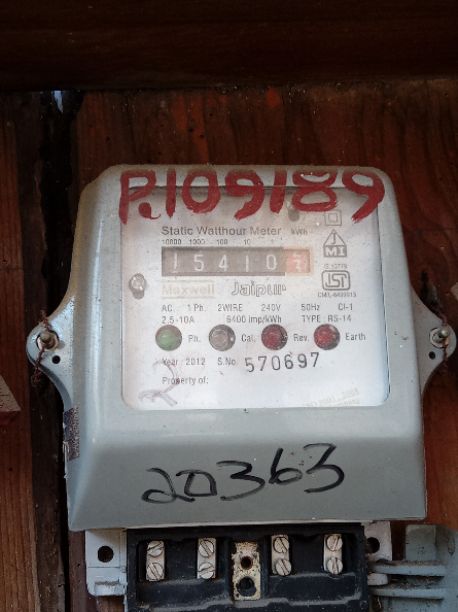 P.109189
Static Watthour Meter kWh
10000 1000 100 10 1
15410
Maxwell Jaipur
AC. 1 Ph. 2WIRE 240V 50Hz Cl-1
2.5-10A 6400 imp/kWh TYPE: RS-14
Ph. Cal. Rev. Earth
Year 2012 S.No. 570697
Property of:
20363